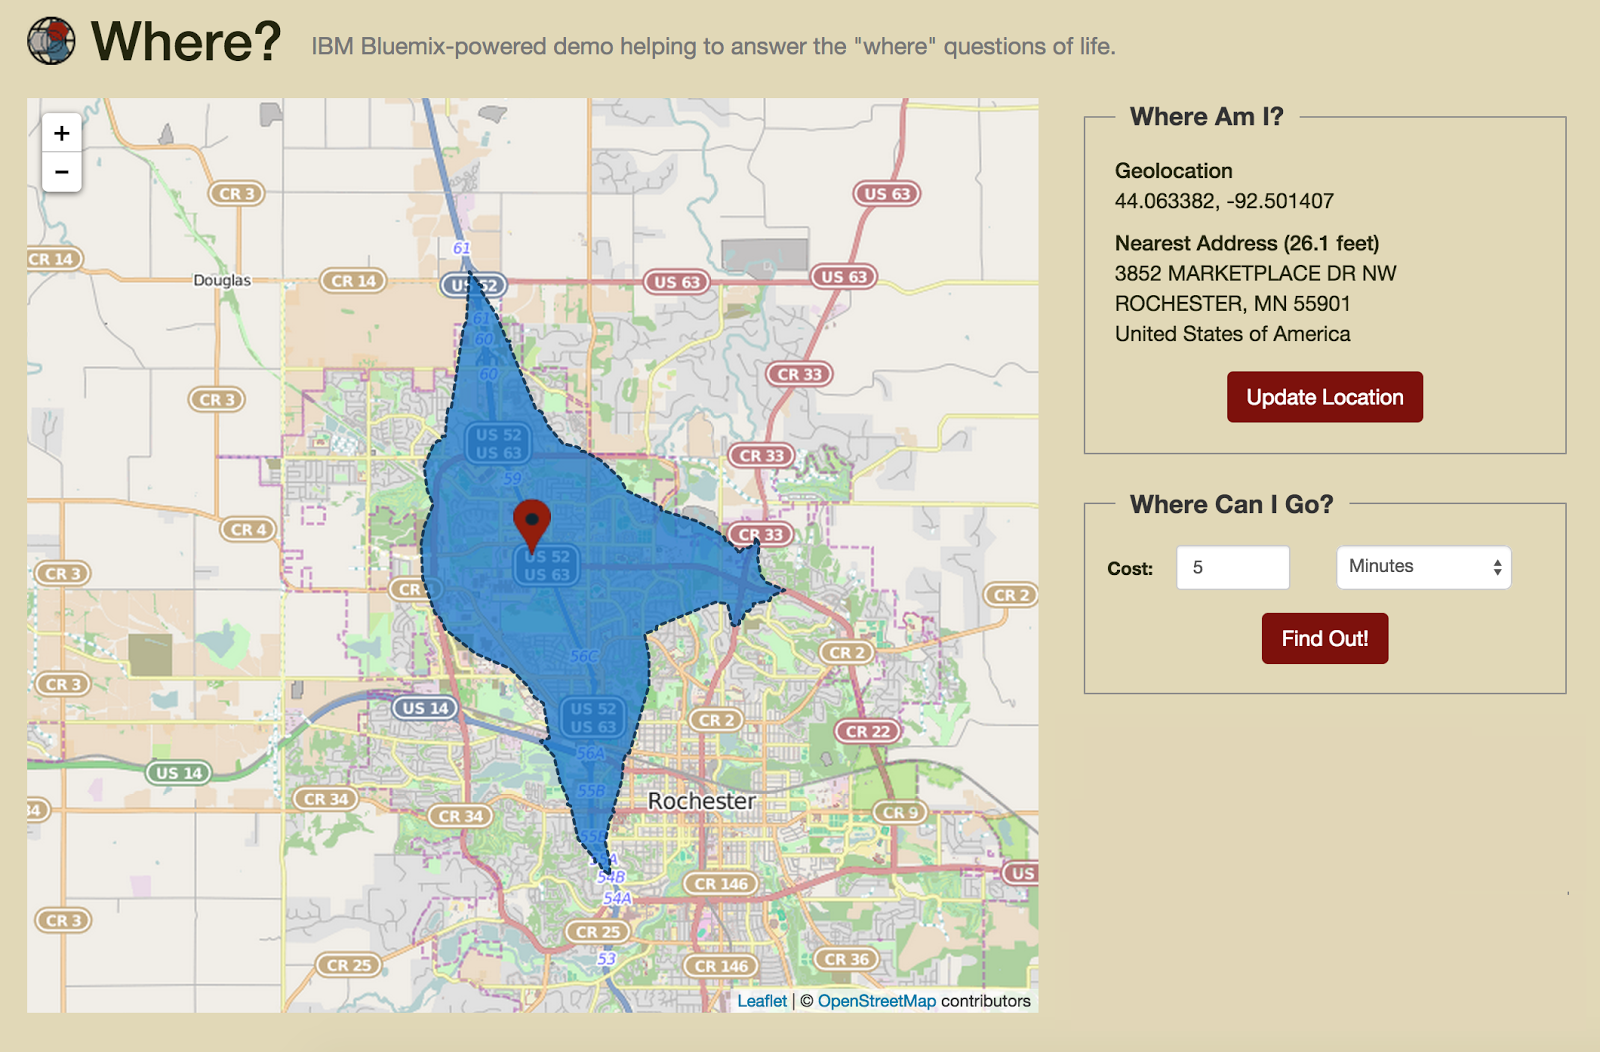 Where?
IBM Bluemix-powered demo helping to answer the "where" questions of life.
+
−
CR 3
US 63
61
CR 14
Douglas
CR 14
US 52
US 63
US 63
61
60
60
CR 33
CR 3
US 52
US 63
CR 33
59
CR 4
CR 33
US 52
US 63
CR 3
CR
CR 2
56C
CR 2
CR 3
US 14
US 52
US 63
CR 2
CR 22
56A
US 14
55B
CR 34
Rochester
34
CR 34
CR 9
55B
A
54B
US
CR 146
54A
CR 3
CR 25
53
CR 25
CR 146
CR 36
Leaflet | © OpenStreetMap contributors
Where Am I?
Geolocation
44.063382, -92.501407
Nearest Address (26.1 feet)
3852 MARKETPLACE DR NW
ROCHESTER, MN 55901
United States of America
Update Location
Where Can I Go?
Cost: 5 Minutes
Find Out!